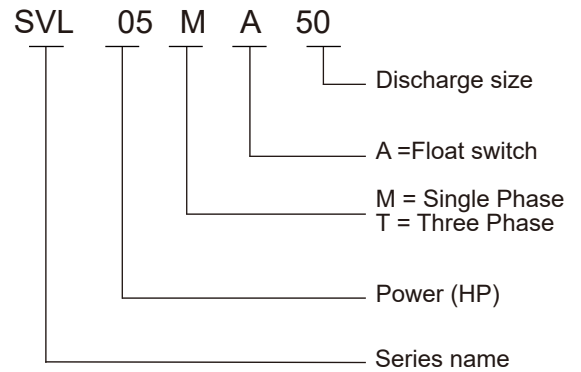 SVL 05 M A 50
Discharge size
A =Float switch
M = Single Phase
T = Three Phase
Power (HP)
Series name